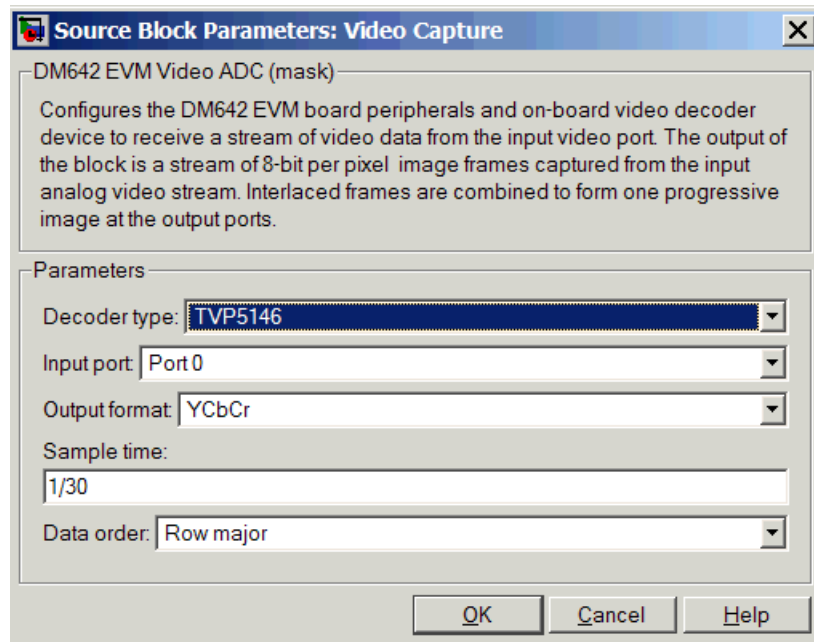 Source Block Parameters: Video Capture
DM642 EVM Video ADC (mask)
Configures the DM642 EVM board peripherals and on-board video decoder
device to receive a stream of video data from the input video port. The output of
the block is a stream of 8-bit per pixel  image frames captured from the input
analog video stream. Interlaced frames are combined to form one progressive
image at the output ports.
Parameters
Decoder type: TVP5146
Input port: Port 0
Output format: YCbCr
Sample time:
1/30
Data order: Row major
OK Cancel Help